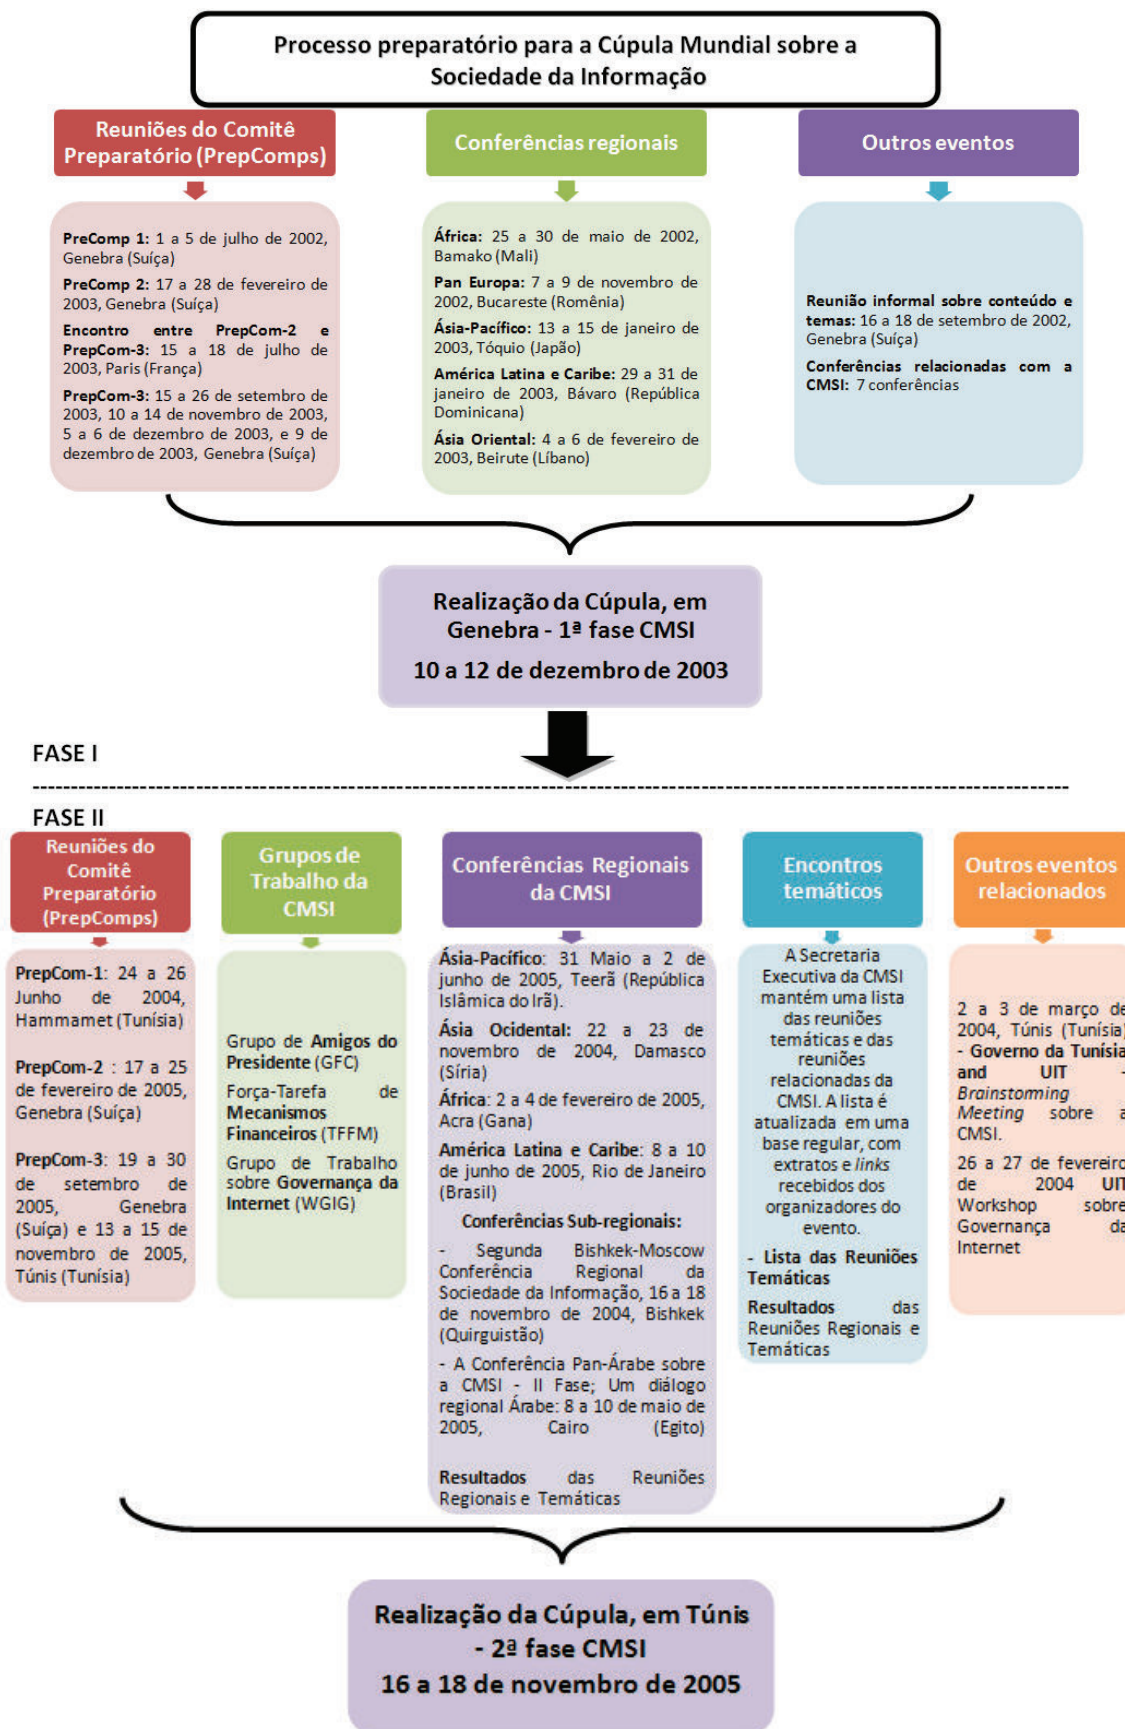 Processo preparatório para a Cúpula Mundial sobre a
Sociedade da Informação
Reuniões do Comitê
Preparatório (PrepComps)
PreComp 1: 1 a 5 de julho de 2002,
Genebra (Suíça)
PreComp 2: 17 a 28 de fevereiro de
2003, Genebra (Suíça)
Encontro entre PrepCom-2 e
PrepCom-3: 15 a 18 de julho de
2003, Paris (França)
PrepCom-3: 15 a 26 de setembro de
2003, 10 a 14 de novembro de 2003,
5 a 6 de dezembro de 2003, e 9 de
dezembro de 2003, Genebra (Suíça)
Conferências regionais
África: 25 a 30 de maio de 2002,
Bamako (Mali)
Pan Europa: 7 a 9 de novembro de
2002, Bucareste (Romênia)
Ásia-Pacífico: 13 a 15 de janeiro de
2003, Tóquio (Japão)
América Latina e Caribe: 29 a 31 de
janeiro de 2003, Bávaro (República
Dominicana)
Ásia Oriental: 4 a 6 de fevereiro de
2003, Beirute (Líbano)
Outros eventos
Reunião informal sobre conteúdo e
temas: 16 a 18 de setembro de 2002,
Genebra (Suíça)
Conferências relacionadas com a
CMSI: 7 conferências
Realização da Cúpula, em
Genebra - 1ª fase CMSI
10 a 12 de dezembro de 2003
FASE I
FASE II
Reuniões do
Comitê
Preparatório
(PrepComps)
PrepCom-1: 24 a 26
Junho de 2004,
Hammamet (Tunísia)
PrepCom-2 : 17 a 25
de fevereiro de 2005,
Genebra (Suíça)
PrepCom-3: 19 a 30
de setembro de
2005, Genebra
(Suíça) e 13 a 15 de
novembro de 2005,
Túnis (Tunísia)
Grupos de
Trabalho da
CMSI
Grupo de Amigos do
Presidente (GFC)
Força-Tarefa de
Mecanismos
Financeiros (TFFM)
Grupo de Trabalho
sobre Governança da
Internet (WGIG)
Conferências Regionais
da CMSI
Ásia-Pacífico: 31 Maio a 2 de
junho de 2005, Teerã (República
Islâmica do Irã).
Ásia Ocidental: 22 a 23 de
novembro de 2004, Damasco
(Síria)
África: 2 a 4 de fevereiro de 2005,
Acra (Gana)
América Latina e Caribe: 8 a 10
de junho de 2005, Rio de Janeiro
(Brasil)
Conferências Sub-regionais:
- Segunda Bishkek-Moscow
Conferência Regional da
Sociedade da Informação, 16 a 18
de novembro de 2004, Bishkek
(Quirguistão)
- A Conferência Pan-Árabe sobre
a CMSI - II Fase; Um diálogo
regional Árabe: 8 a 10 de maio de
2005, Cairo (Egito)
Resultados das Reuniões
Regionais e Temáticas
Encontros
temáticos
A Secretaria
Executiva da CMSI
mantém uma lista
das reuniões
temáticas e das
reuniões
relacionadas da
CMSI. A lista é
atualizada em uma
base regular, com
extratos e links
recebidos dos
organizadores do
evento.
- Lista das Reuniões
Temáticas
Resultados das
Reuniões Regionais e
Temáticas
Outros eventos
relacionados
2 a 3 de março de
2004, Túnis (Tunísia)
- Governo da Tunísia
and UIT -
Brainstorming
Meeting sobre a
CMSI.
26 a 27 de fevereiro
de 2004 UIT
Workshop sobre
Governança da
Internet
Realização da Cúpula, em Túnis
- 2ª fase CMSI
16 a 18 de novembro de 2005